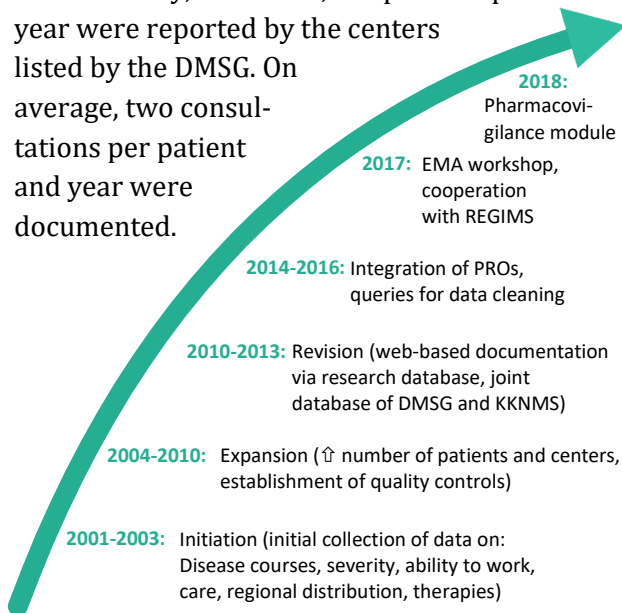 year were reported by the centers
listed by the DMSG. On
average, two consul-
tations per patient
and year were
documented.
2018:
Pharmacovi-
gilance module
2017: EMA workshop,
cooperation
with REGIMS
2014-2016: Integration of PROs,
queries for data cleaning
2010-2013: Revision (web-based documentation
via research database, joint
database of DMSG and KKNMS)
2004-2010: Expansion (⇧ number of patients and centers,
establishment of quality controls)
2001-2003: Initiation (initial collection of data on:
Disease courses, severity, ability to work,
care, regional distribution, therapies)